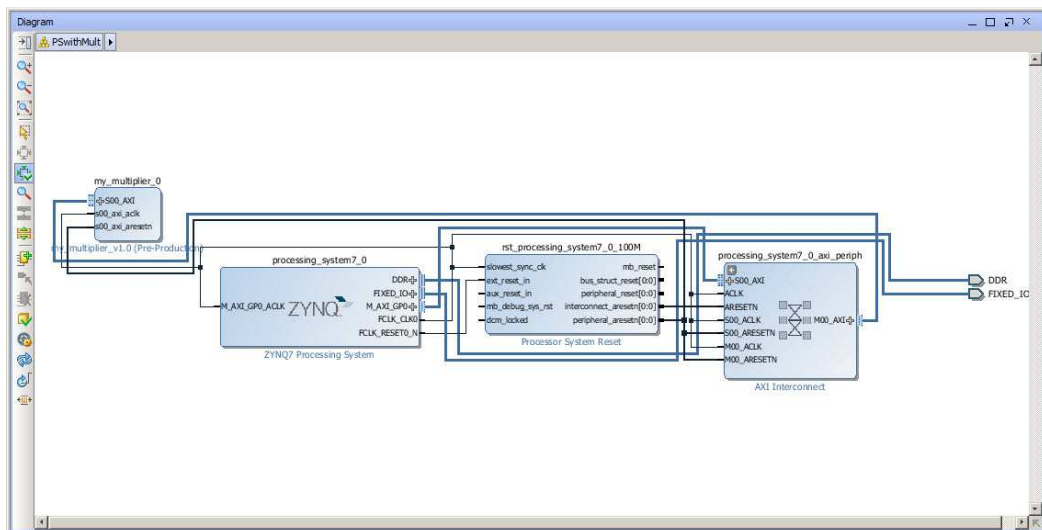 Diagram
PSwithMult
my_multiplier_0
S00_AXI
s00_axi_aclk
s00_axi_aresetn
my_multiplier_v1.0 (Pre-Production)
processing_system7_0
DDR
FIXED_IO
M_AXI_GP0_ACLK
ZYNQ
M_AXI_GP0
FCLK_CLK0
FCLK_RESET0_N
ZYNQ7 Processing System
rst_processing_system7_0_100M
slowest_sync_clk
mb_reset
ext_reset_in
bus_struct_reset[0:0]
aux_reset_in
peripheral_reset[0:0]
mb_debug_sys_rst
interconnect_aresetn[0:0]
dcm_locked
peripheral_aresetn[0:0]
Processor System Reset
processing_system7_0_axi_periph
S00_AXI
ACLK
ARESETN
S00_ACLK
M00_AXI
S00_ARESETN
M00_ACLK
M00_ARESETN
AXI Interconnect
DDR
FIXED_IO